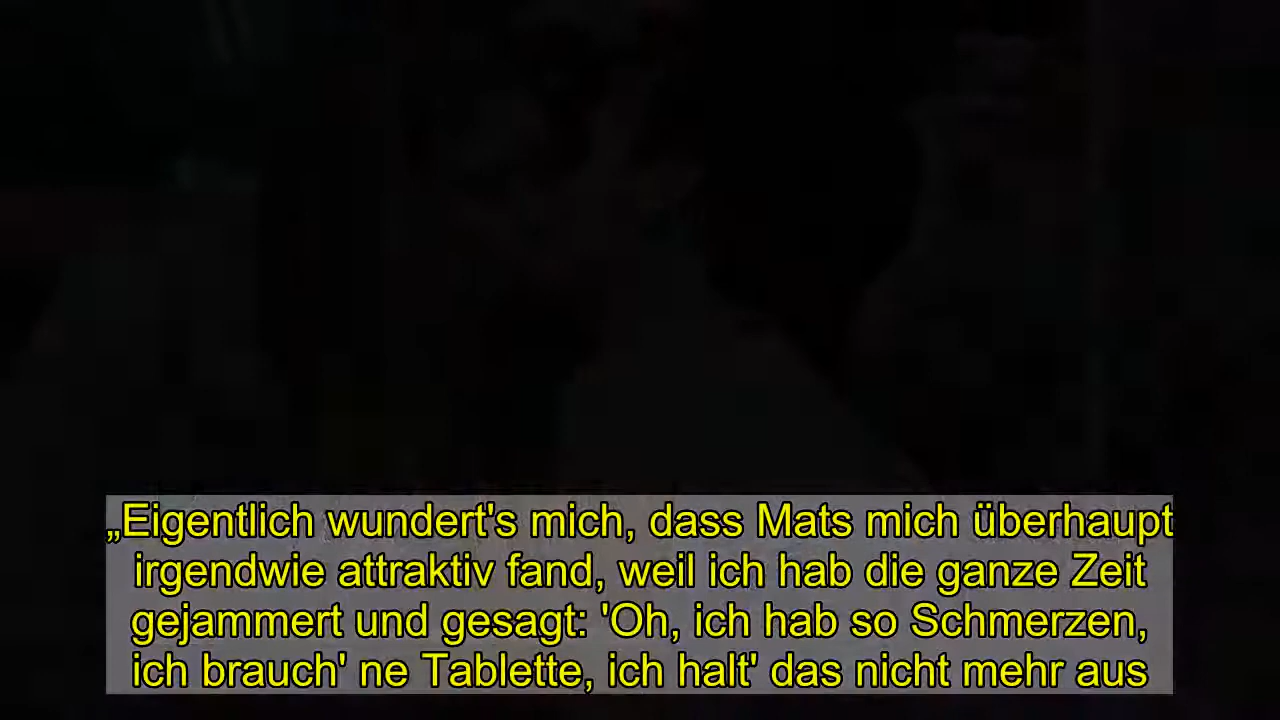 „Eigentlich wundert's mich, dass Mats mich überhaupt
irgendwie attraktiv fand, weil ich hab die ganze Zeit
gejammert und gesagt: 'Oh, ich hab so Schmerzen,
ich brauch' ne Tablette, ich halt' das nicht mehr aus